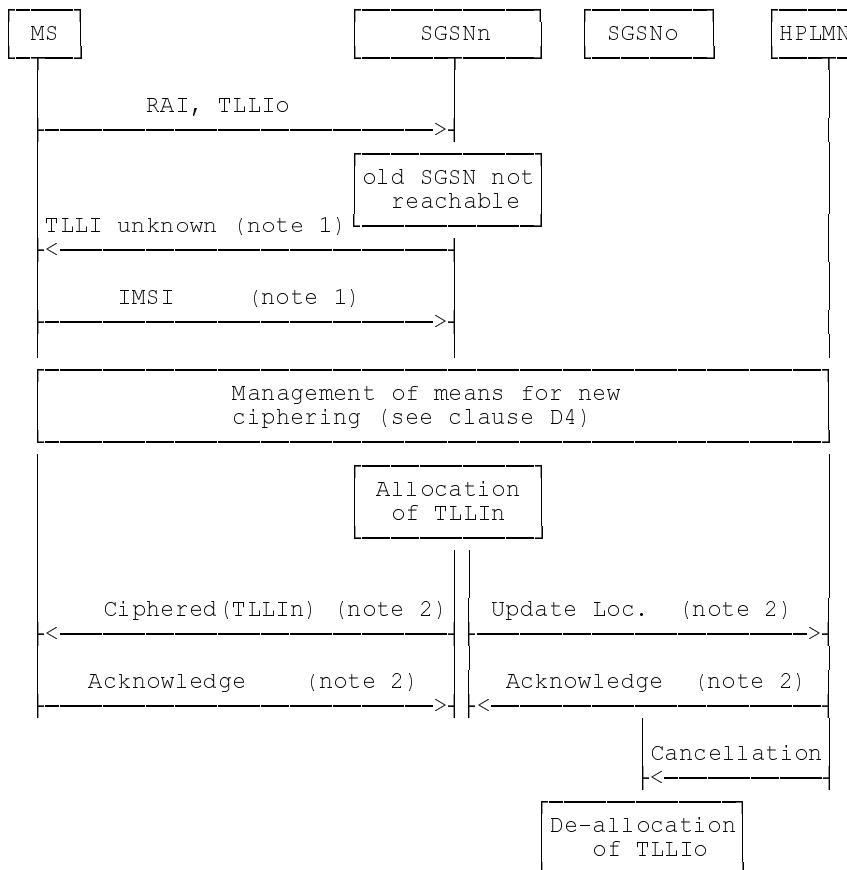 MS
SGSNn
SGSNo
HPLMN
RAI, TLLIo
old SGSN not
reachable
TLLI unknown (note 1)
IMSI (note 1)
Management of means for new
ciphering (see clause D4)
Allocation
of TLLIn
Ciphered(TLLIn) (note 2)
Update Loc. (note 2)
Acknowledge (note 2)
Acknowledge (note 2)
Cancellation
De-allocation
of TLLIo